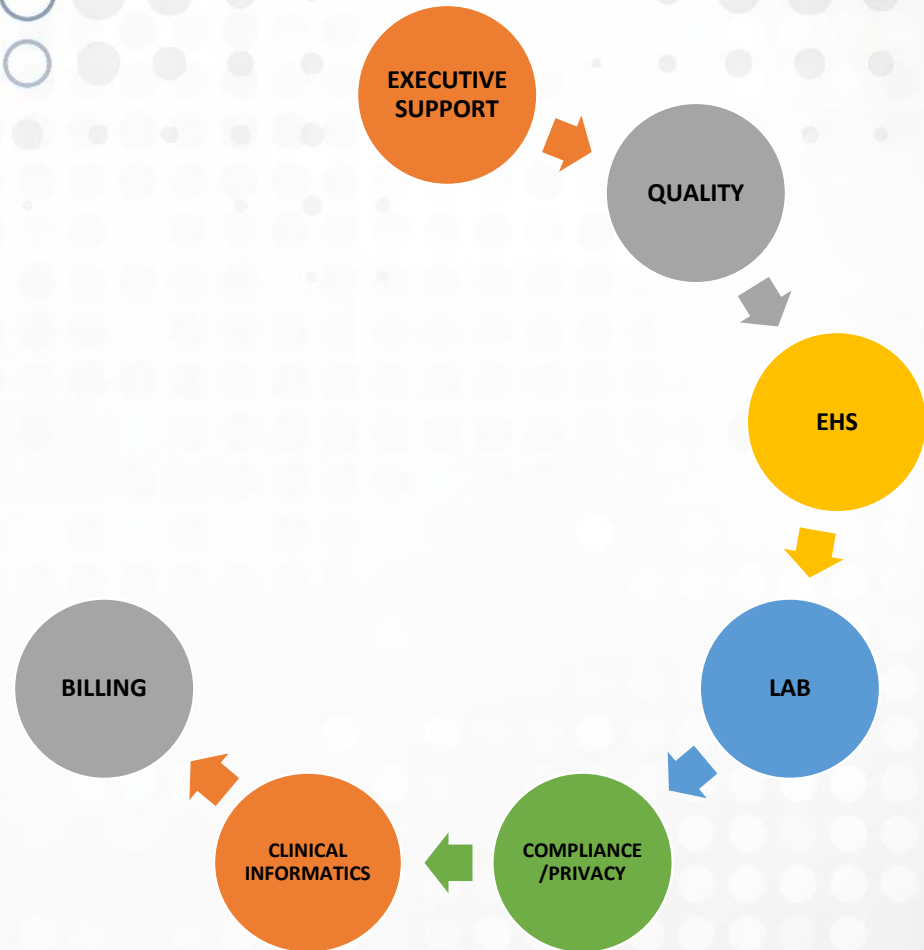 EXECUTIVE
SUPPORT
QUALITY
EHS
LAB
COMPLIANCE
/PRIVACY
CLINICAL
INFORMATICS
BILLING